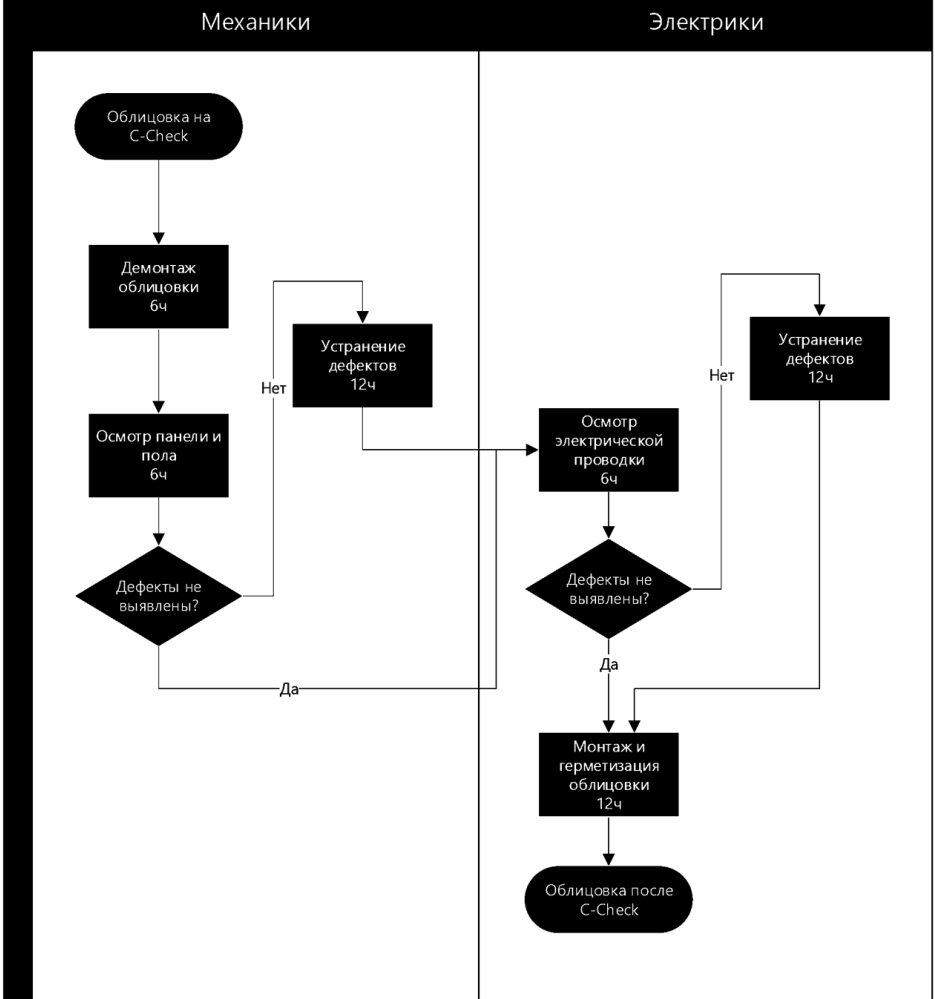 Механики
Электрики
Облицовка на
C-Check
Демонтаж
облицовки
6ч
Устранение
дефектов
12ч
Нет
Осмотр панели и
пола
6ч
Дефекты не
выявлены?
Да
Осмотр
электрической
проводки
6ч
Дефекты не
выявлены?
Нет
Устранение
дефектов
12ч
Да
Монтаж и
герметизация
облицовки
12ч
Облицовка после
C-Check